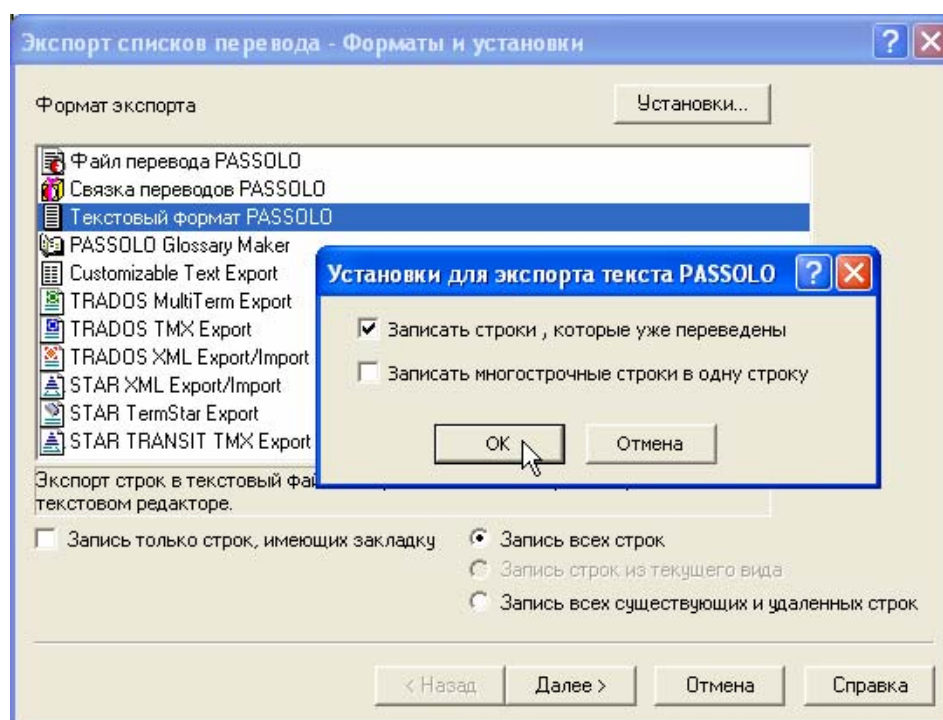 Экспорт списков перевода - Форматы и установки
Формат экспорта
Установки...
Файл перевода PASSOLO
Связка переводов PASSOLO
Текстовый формат PASSOLO
PASSOLO Glossary Maker
Customizable Text Export
TRADOS MultiTerm Export
TRADOS TMX Export
TRADOS XML Export/Import
STAR XML Export/Import
STAR TermStar Export
STAR TRANSIT TMX Export
Установки для экспорта текста PASSOLO
Записать строки , которые уже переведены
Записать многострочные строки в одну строку
OK
Отмена
Экспорт строк в текстовый
текстовом редакторе.
Запись только строк, имеющих закладку
Запись всех строк
Запись строк из текущего вида
Запись всех существующих и удаленных строк
< Назад
Далее >
Отмена
Справка